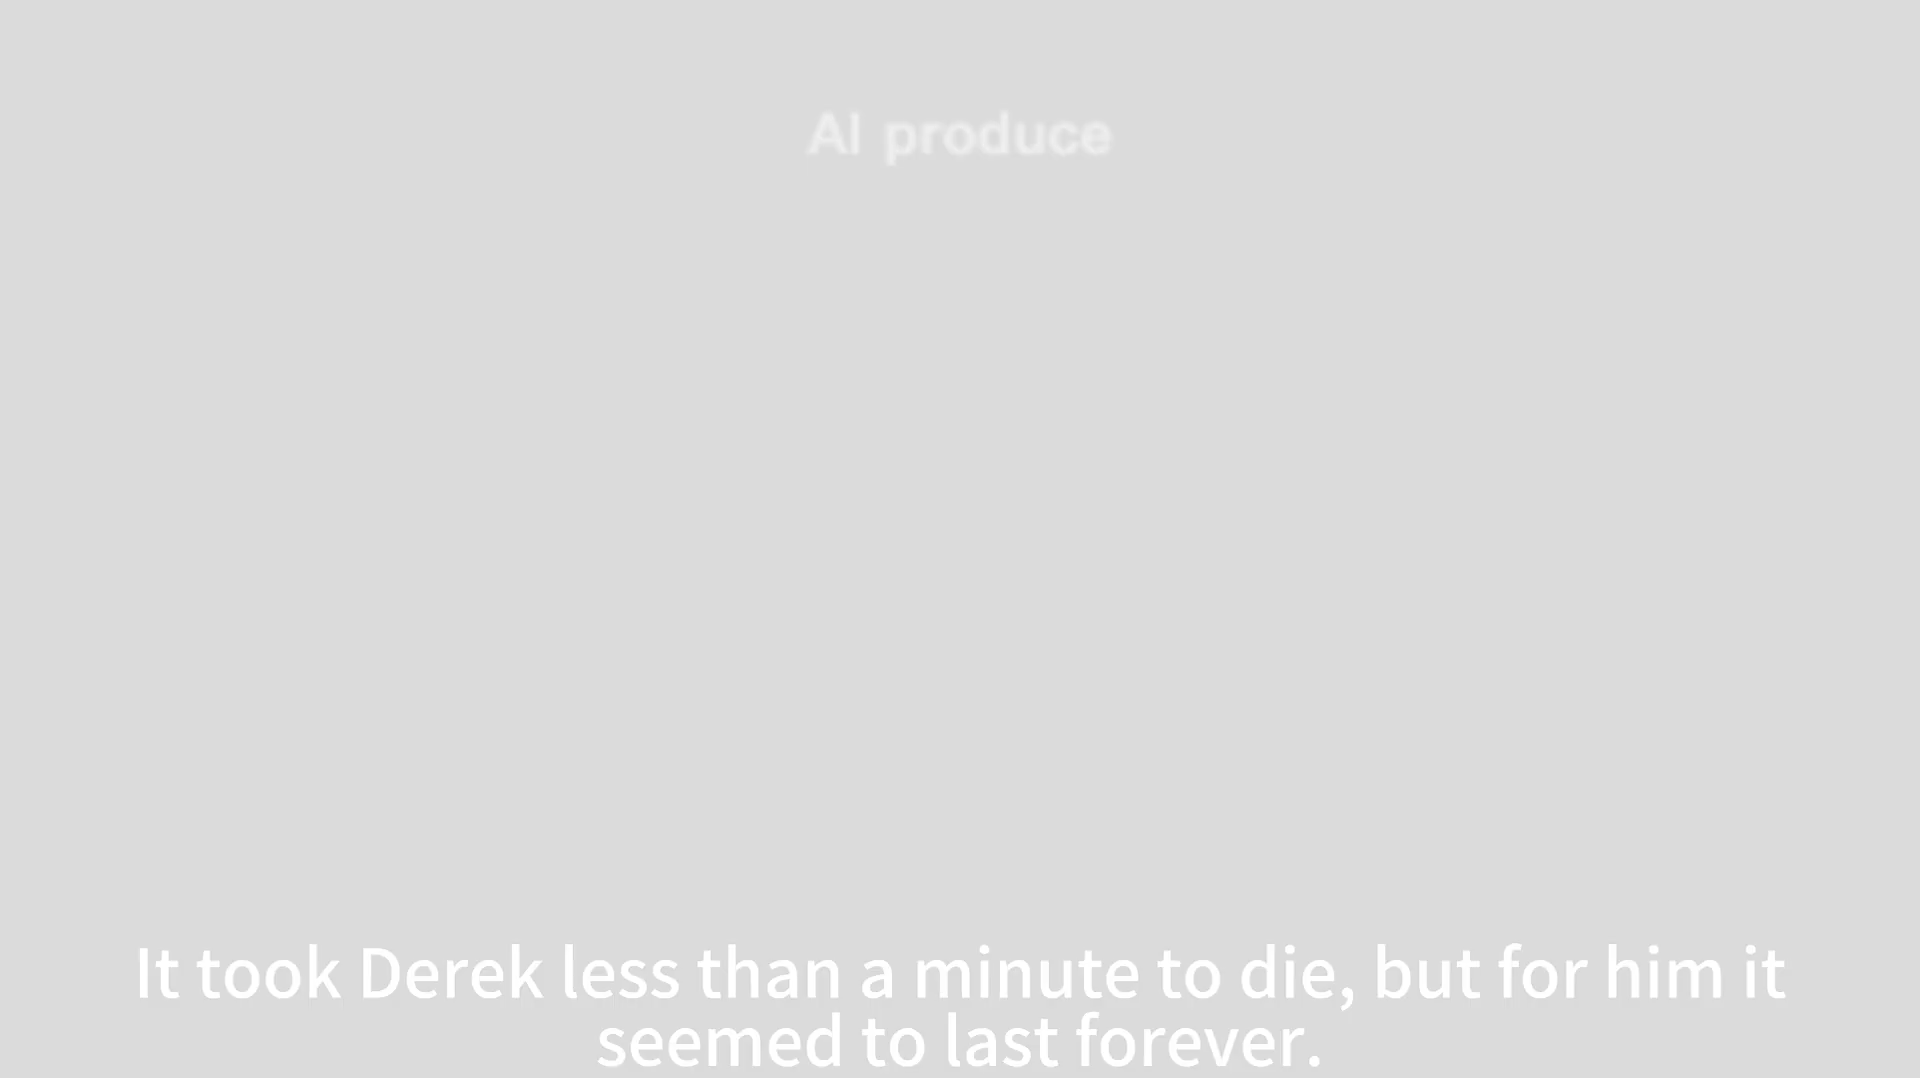 AI produce
It took Derek less than a minute to die, but for him it
seemed to last forever.